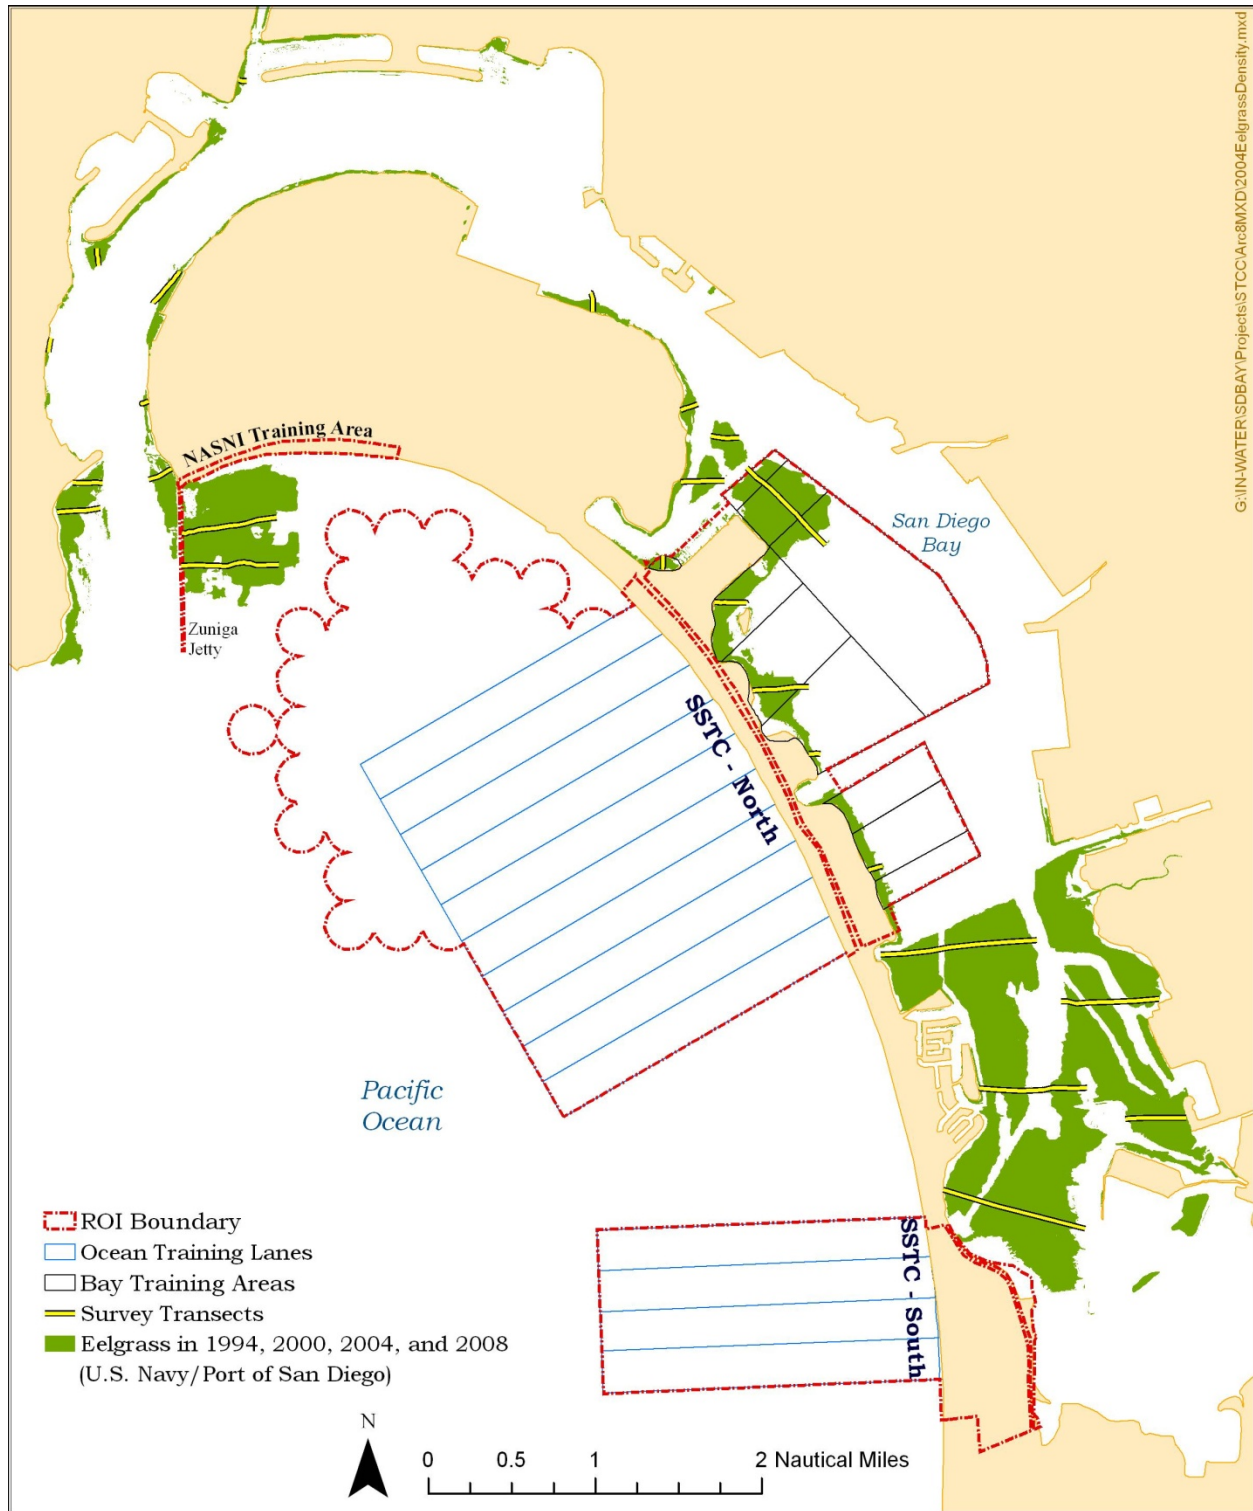 G:\IN-WATER\SDBAY\Projects\STCC\Arc8MXD\2004EelgrassDensity.mxd
NASNI Training Area
San Diego
Bay
Zuniga
Jetty
SSTC - North
Pacific
Ocean
SSTC - South
ROI Boundary
Ocean Training Lanes
Bay Training Areas
Survey Transects
Eelgrass in 1994, 2000, 2004, and 2008
(U.S. Navy/Port of San Diego)
N
0 0.5 1 2 Nautical Miles